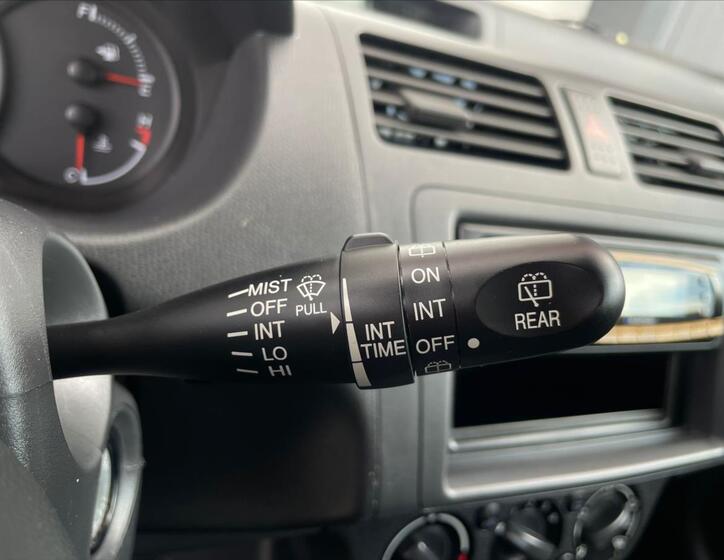 F
E
H
C
MIST
OFF
INT
LO
HI
PULL
INT
TIME
ON
INT
OFF
REAR